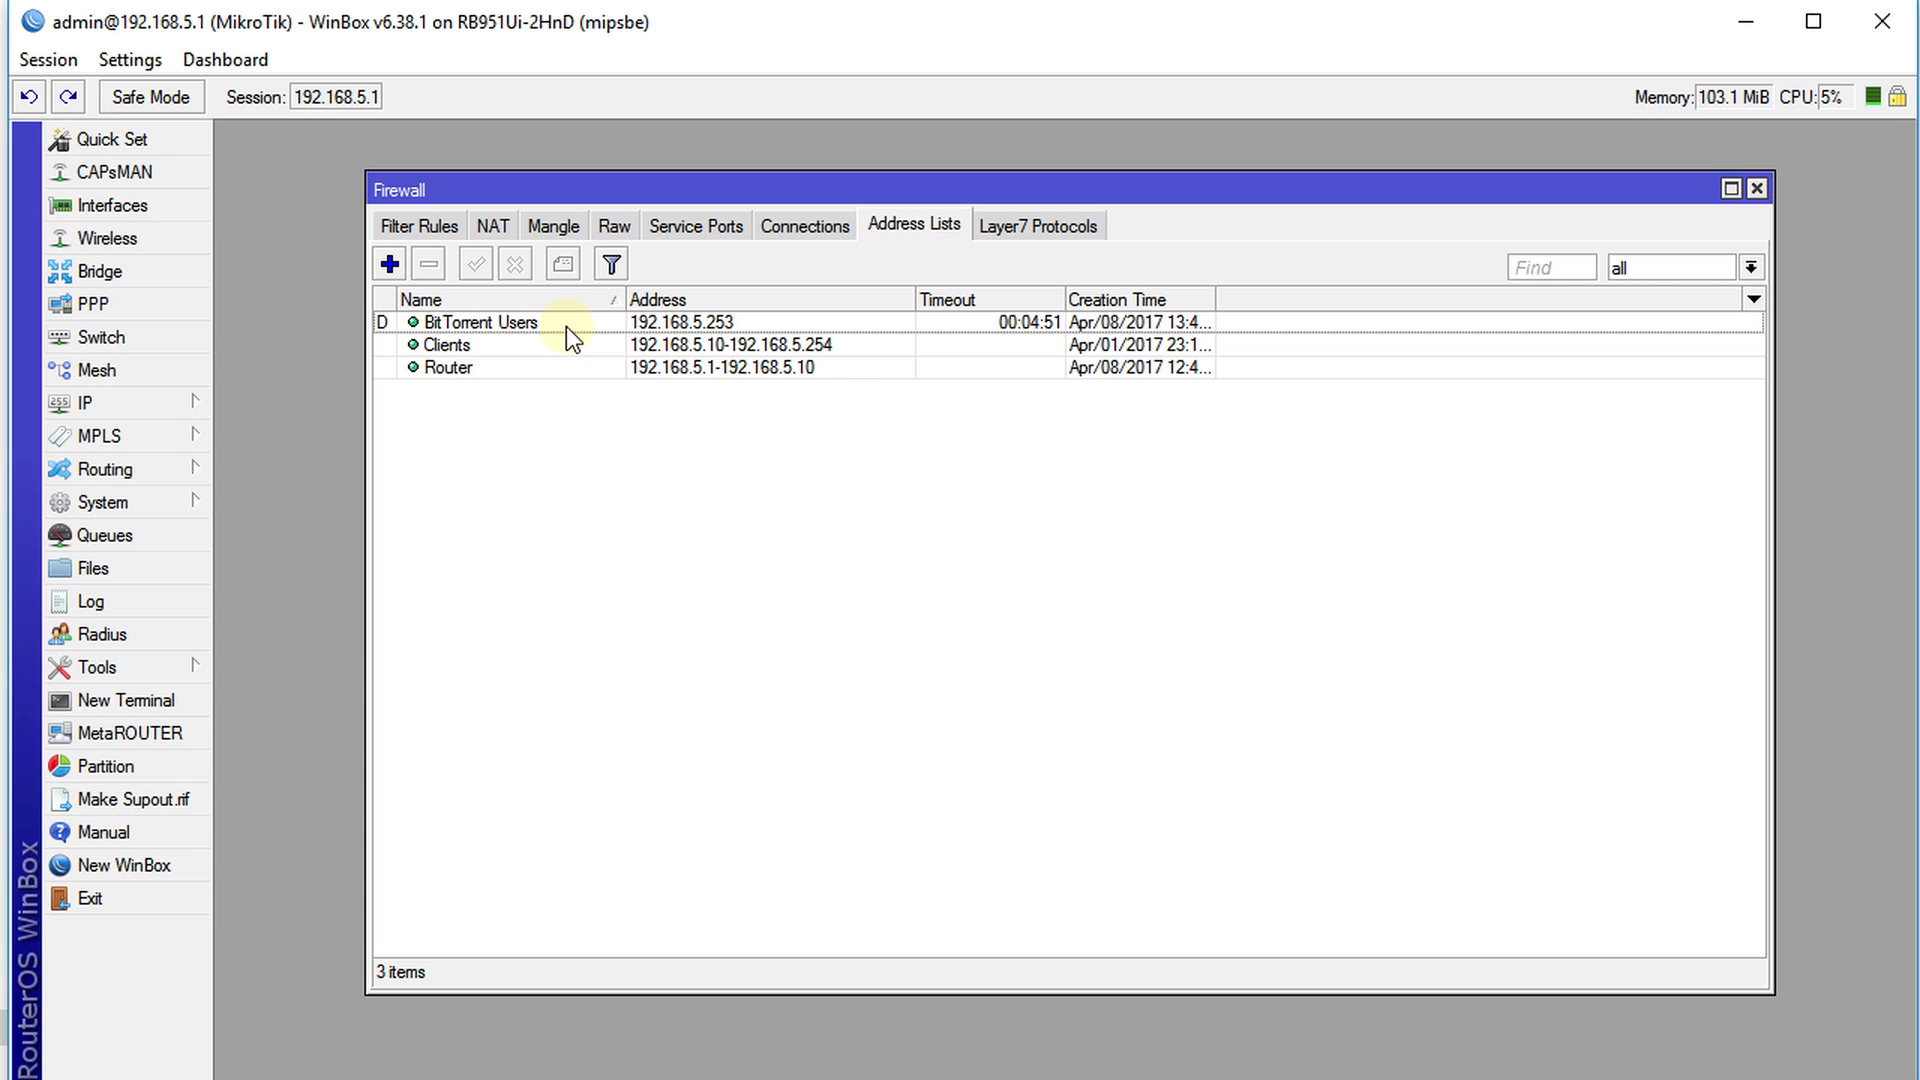 admin@192.168.5.1 (MikroTik) - WinBox v6.38.1 on RB951Ui-2HnD (mipsbe)
Session Settings Dashboard
Safe Mode Session: 192.168.5.1 Memory: 103.1 MiB CPU: 5%
Quick Set
CAPsMAN
Interfaces
Wireless
Bridge
PPP
Switch
Mesh
IP
MPLS
Routing
System
Queues
Files
Log
Radius
Tools
New Terminal
MetaROUTER
Partition
Make Supout.rif
Manual
New WinBox
Exit
RouterOS WinBox
Firewall
Filter Rules NAT Mangle Raw Service Ports Connections Address Lists Layer7 Protocols
Find all
Name Address Timeout Creation Time
D BitTorrent Users 192.168.5.253 00:04:51 Apr/08/2017 13:4...
Clients 192.168.5.10-192.168.5.254 Apr/01/2017 23:1...
Router 192.168.5.1-192.168.5.10 Apr/08/2017 12:4...
3 items